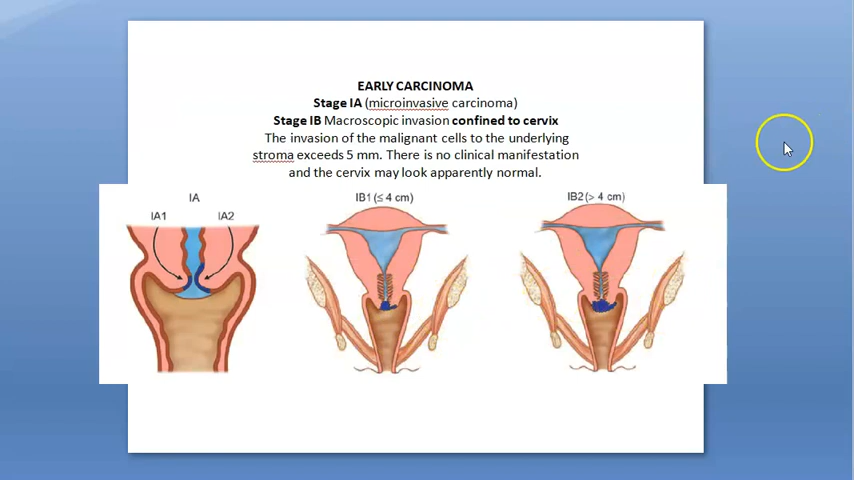 EARLY CARCINOMA
Stage IA (microinvasive carcinoma)
Stage IB Macroscopic invasion confined to cervix
The invasion of the malignant cells to the underlying
stroma exceeds 5 mm. There is no clinical manifestation
and the cervix may look apparently normal.
IA
IA1 IA2
IB1 (≤ 4 cm)
IB2 (> 4 cm)